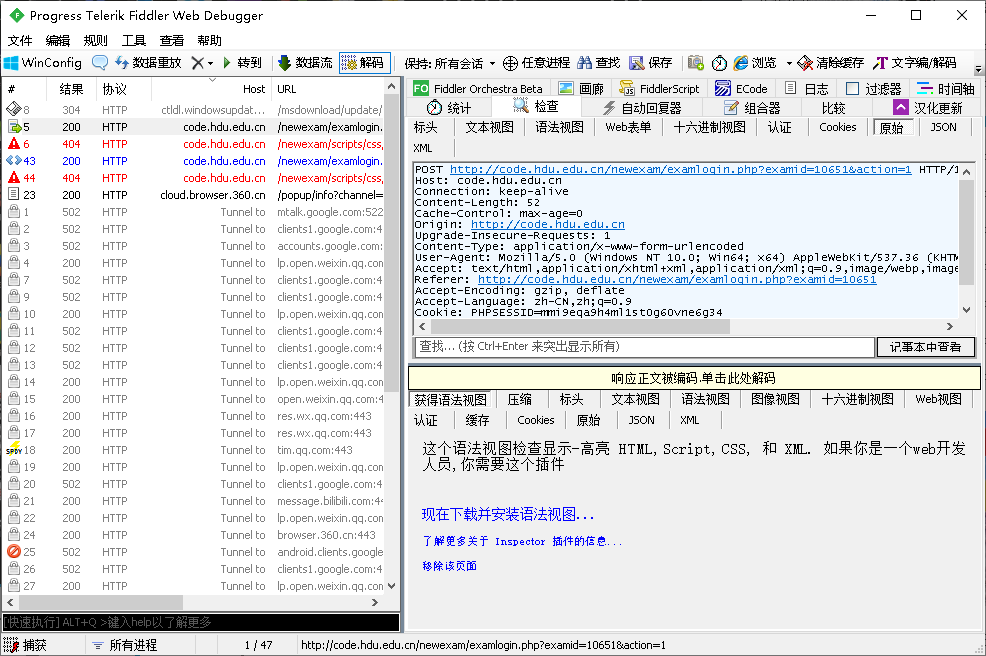 Progress Telerik Fiddler Web Debugger
文件 编辑 规则 工具 查看 帮助
WinConfig 数据重放 转到 数据流 解码 保持: 所有会话 任意进程 查找 保存 浏览 清除缓存 文字编/解码
# 结果 协议 Host URL
8 304 HTTP ctldl.windowsupdat... /msdownload/update/
5 200 HTTP code.hdu.edu.cn /newexam/examlogin.
6 404 HTTP code.hdu.edu.cn /newexam/scripts/css,
43 200 HTTP code.hdu.edu.cn /newexam/examlogin.
44 404 HTTP code.hdu.edu.cn /newexam/scripts/css,
23 200 HTTP cloud.browser.360.cn /popup/info?channel=
1 502 HTTP Tunnel to mtalk.google.com:522
2 502 HTTP Tunnel to clients1.google.com:4
3 502 HTTP Tunnel to accounts.google.com:
4 200 HTTP Tunnel to lp.open.weixin.qq.con
7 502 HTTP Tunnel to clients1.google.com:4
9 502 HTTP Tunnel to clients1.google.com:4
10 200 HTTP Tunnel to lp.open.weixin.qq.con
11 502 HTTP Tunnel to clients1.google.com:4
12 502 HTTP Tunnel to clients1.google.com:4
13 502 HTTP Tunnel to clients1.google.com:4
14 200 HTTP Tunnel to lp.open.weixin.qq.con
15 200 HTTP Tunnel to open.weixin.qq.com:4
16 200 HTTP Tunnel to res.wx.qq.com:443
17 200 HTTP Tunnel to res.wx.qq.com:443
SPDY 18 200 HTTP Tunnel to tim.qq.com:443
19 200 HTTP Tunnel to lp.open.weixin.qq.con
20 502 HTTP Tunnel to clients1.google.com:4
21 200 HTTP Tunnel to message.bilibili.com:4
22 200 HTTP Tunnel to lp.open.weixin.qq.con
24 200 HTTP Tunnel to browser.360.cn:443
25 502 HTTP Tunnel to android.clients.google
26 502 HTTP Tunnel to clients1.google.com:4
27 200 HTTP Tunnel to lp.open.weixin.qq.con
[快速执行] ALT+Q >键入help以了解更多
FO Fiddler Orchestra Beta 画廊 FiddlerScript ECode 日志 过滤器 时间轴
统计 检查 自动回复器 组合器 比较 汉化更新
标头 文本视图 语法视图 Web表单 十六进制视图 认证 Cookies 原始 JSON
XML
POST http://code.hdu.edu.cn/newexam/examlogin.php?examid=10651&action=1 HTTP/1
Host: code.hdu.edu.cn
Connection: keep-alive
Content-Length: 52
Cache-Control: max-age=0
Origin: http://code.hdu.edu.cn
Upgrade-Insecure-Requests: 1
Content-Type: application/x-www-form-urlencoded
User-Agent: Mozilla/5.0 (Windows NT 10.0; Win64; x64) AppleWebKit/537.36 (KHTM
Accept: text/html,application/xhtml+xml,application/xml;q=0.9,image/webp,imag
Referer: http://code.hdu.edu.cn/newexam/examlogin.php?examid=10651
Accept-Encoding: gzip, deflate
Accept-Language: zh-CN,zh;q=0.9
Cookie: PHPSESSID=mmi9eqa9h4ml1st0g60vne6g34
查找... (按 Ctrl+Enter 来突出显示所有) 记事本中查看
响应正文被编码.单击此处解码
获得语法视图 压缩 标头 文本视图 语法视图 图像视图 十六进制视图 Web视图
认证 缓存 Cookies 原始 JSON XML
这个语法视图检查显示-高亮 HTML,Script,CSS, 和 XML. 如果你是一个web开发
人员,你需要这个插件
现在下载并安装语法视图...
了解更多关于 Inspector 插件的信息...
移除该页面
捕获 所有进程 1 / 47 http://code.hdu.edu.cn/newexam/examlogin.php?examid=10651&action=1